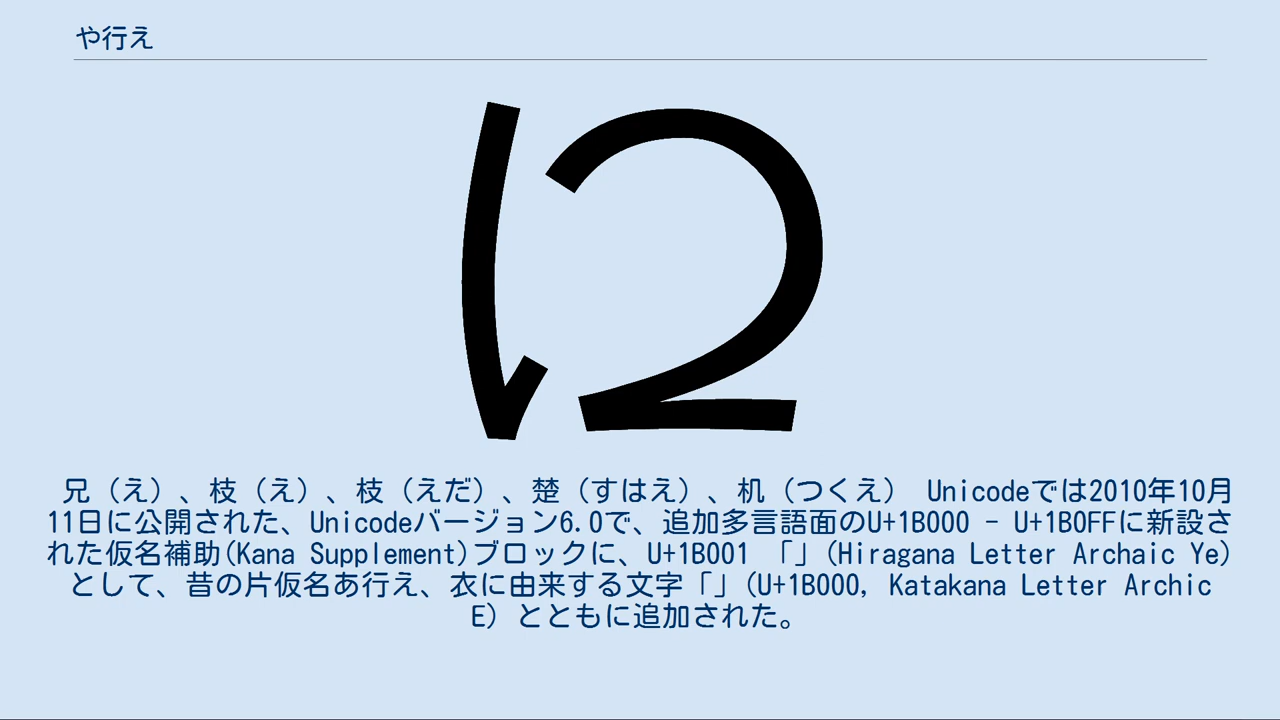 や行え
𛀁
兄（え）、枝（え）、枝（えだ）、楚（すはえ）、机（つくえ） Unicodeでは2010年10月
11日に公開された、Unicodeバージョン6.0で、追加多言語面のU+1B000 - U+1B0FFに新設さ
れた仮名補助(Kana Supplement)ブロックに、U+1B001 「」(Hiragana Letter Archaic Ye)
として、昔の片仮名あ行え、衣に由来する文字「」(U+1B000, Katakana Letter Archic
E) とともに追加された。